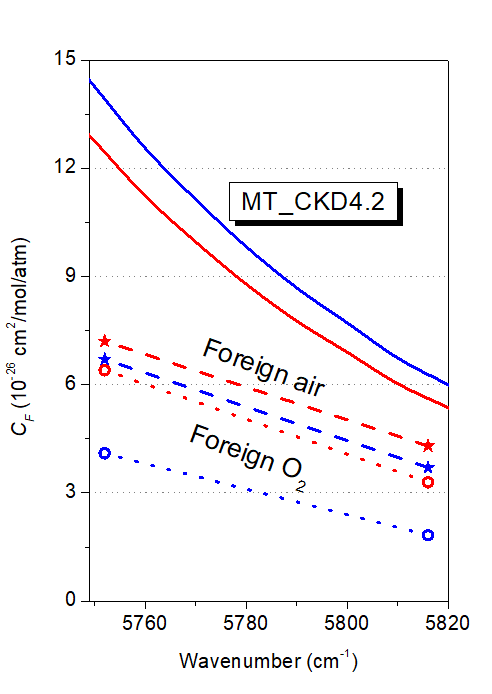 15
12
9
6
3
0
C_F (10^-26 cm^2/mol/atm)
MT_CKD4.2
Foreign air
Foreign O_2
5760 5780 5800 5820
Wavenumber (cm^-1)